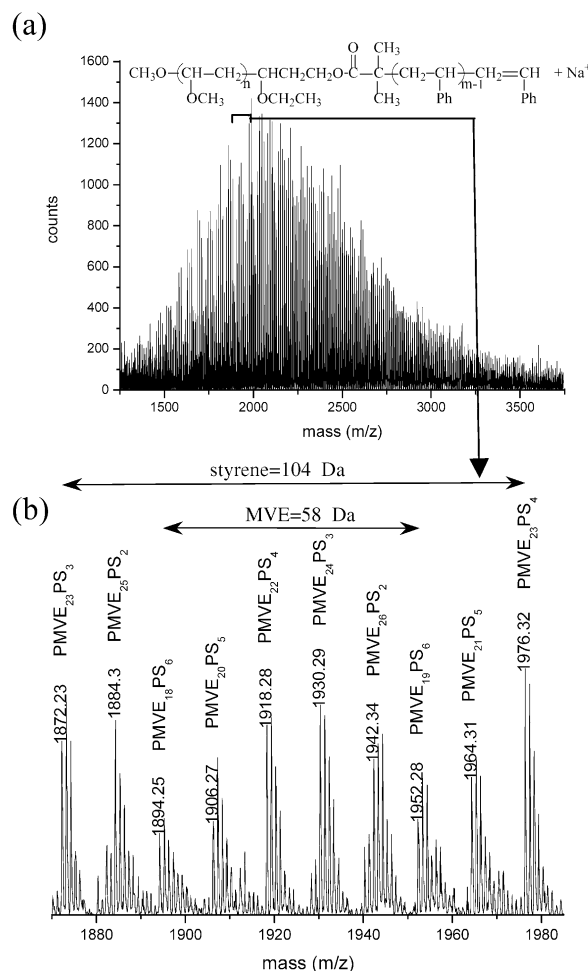 (a)
O
CH₃
CH₃O-(CH-CH₂)ₙCHCH₂CH₂OC-C-(CH₂-CH)ₘ₋₁CH₂=CH + Na⁺
OCH₃
OCH₂CH₃
CH₃
Ph
Ph
1600
1400
1200
1000
800
600
400
200
0
counts
1500
2000
2500
3000
3500
mass (m/z)
styrene=104 Da
(b)
MVE=58 Da
PMVE₂₃PS₃
PMVE₂₅PS₂
PMVE₁₈PS₆
PMVE₂₀PS₅
PMVE₂₂PS₄
PMVE₂₄PS₃
PMVE₂₆PS₂
PMVE₁₉PS₆
PMVE₂₁PS₅
PMVE₂₃PS₄
1872.23
1884.3
1894.25
1906.27
1918.28
1930.29
1942.34
1952.28
1964.31
1976.32
1880
1900
1920
1940
1960
1980
mass (m/z)